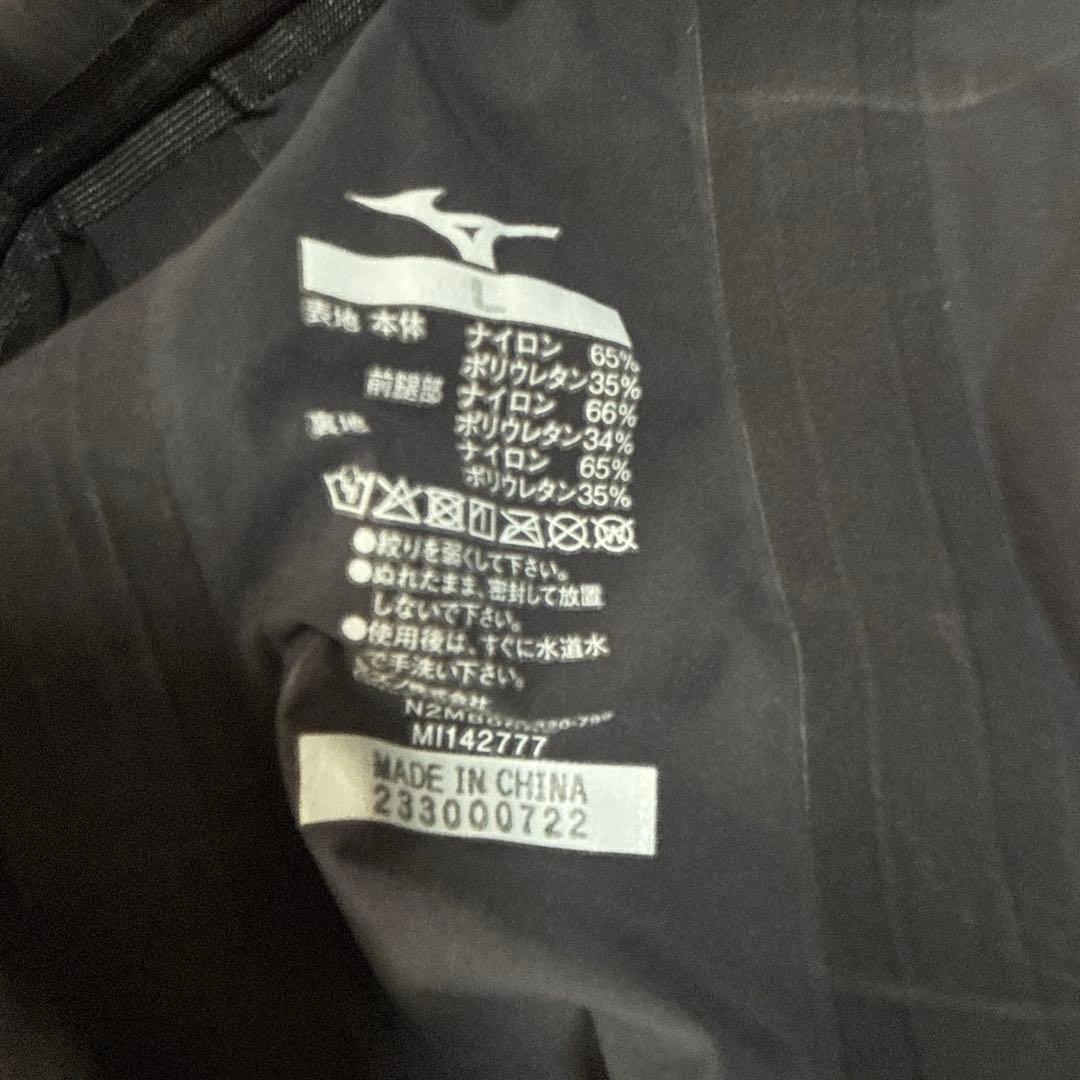 L
表地 本体 ナイロン 65%
ポリウレタン35%
前腿部 ナイロン 66%
ポリウレタン34%
裏地 ナイロン 65%
ポリウレタン35%
●絞りを弱くして下さい。
●ぬれたまま、密封して放置
しないで下さい。
●使用後は、すぐに水道水
で手洗い下さい。
株式会社
MI142777
MADE IN CHINA
233000722